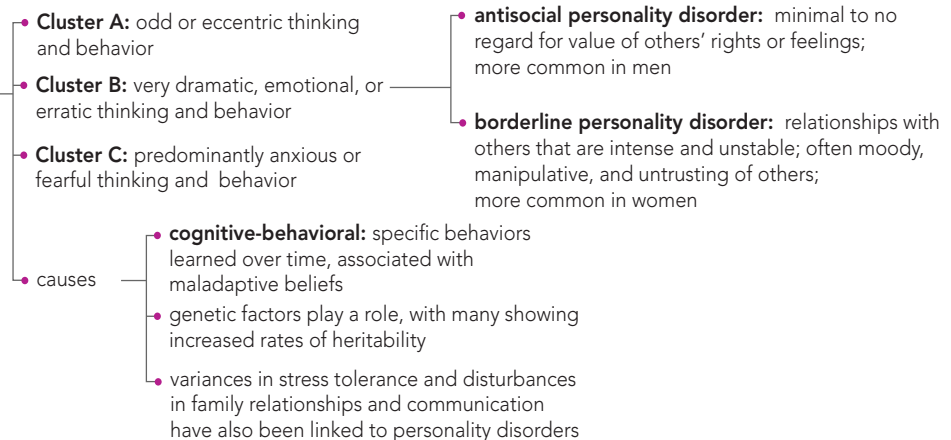 Cluster A: odd or eccentric thinking
and behavior
Cluster B: very dramatic, emotional, or
erratic thinking and behavior
Cluster C: predominantly anxious or
fearful thinking and behavior
antisocial personality disorder: minimal to no
regard for value of others' rights or feelings;
more common in men
borderline personality disorder: relationships with
others that are intense and unstable; often moody,
manipulative, and untrusting of others;
more common in women
causes
cognitive-behavioral: specific behaviors
learned over time, associated with
maladaptive beliefs
genetic factors play a role, with many showing
increased rates of heritability
variances in stress tolerance and disturbances
in family relationships and communication
have also been linked to personality disorders